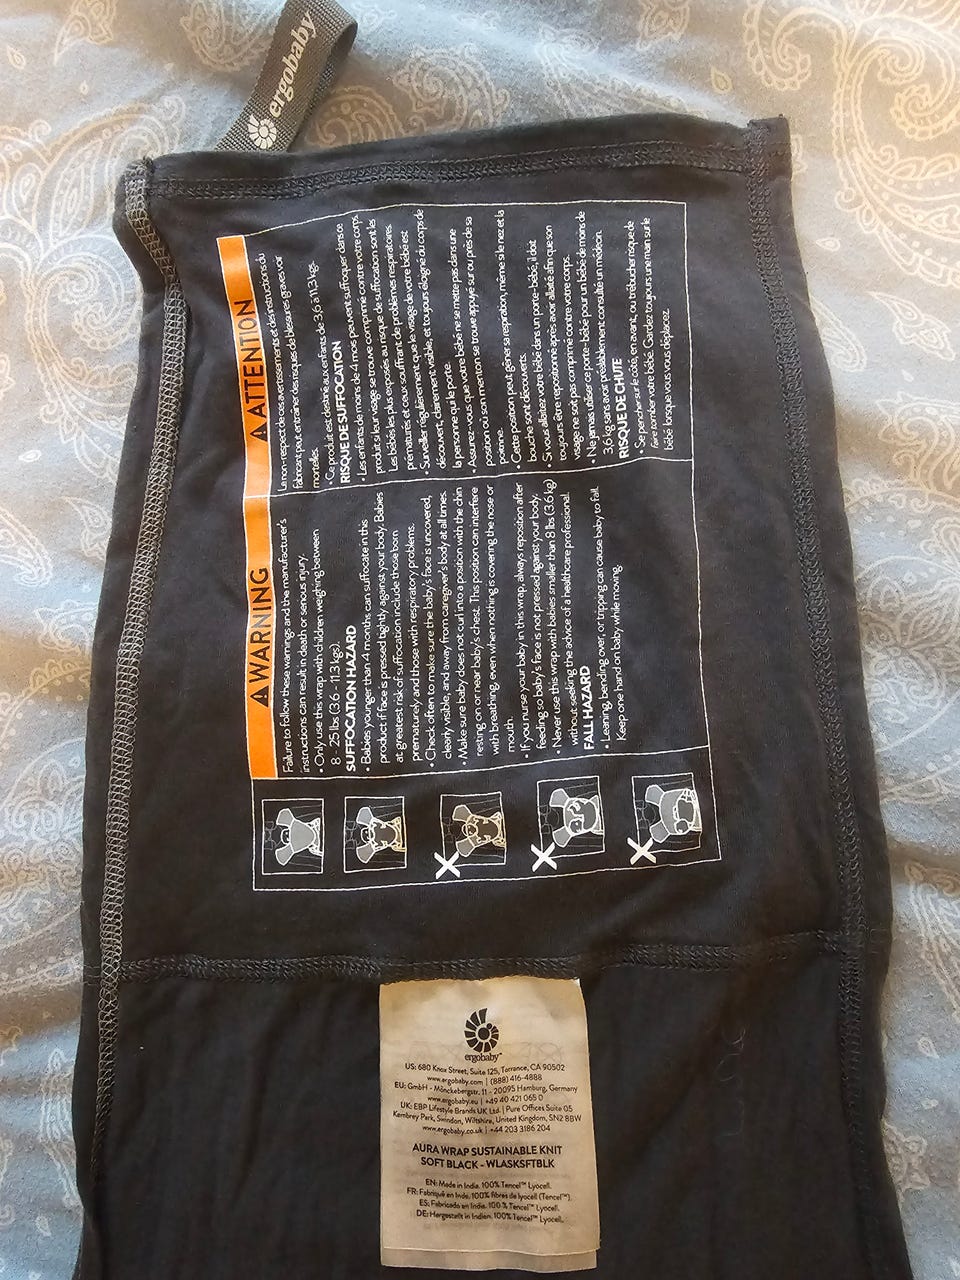 ergobaby
WARNING
Failure to follow these warnings and the manufacturer's
instructions can result in death or serious injury.
• Only use this wrap with children weighing between
8 - 25 lbs (3.6 - 11.3 kgs).
SUFFOCATION HAZARD
• Babies younger than 4 months can suffocate in this
product if face is pressed tightly against your body. Babies
at greatest risk of suffocation include those born
prematurely and those with respiratory problems.
• Check often to make sure the baby's face is uncovered,
clearly visible, and away from caregiver's body at all times.
• Make sure baby does not curl into a position with the chin
resting on or near baby's chest. This position can interfere
with breathing, even when nothing is covering the nose or
mouth.
• If you nurse your baby in this wrap, always reposition after
feeding so baby's face is not pressed against your body.
• Never use this wrap with babies smaller than 8 lbs (3.6 kg)
without seeking the advice of a healthcare professional.
FALL HAZARD
• Leaning, bending over or tripping can cause baby to fall.
Keep one hand on baby while moving.
ATTENTION
Le non-respect de ces avertissements et des instructions du
fabricant peut entraîner des risques de blessures graves voir
mortelles.
• Ce produit est destiné aux enfants de 3,6 à 11,3 kgs.
RISQUE DE SUFFOCATION
• Les enfants de moins de 4 mois peuvent suffoquer dans ce
produit si leur visage se trouve comprimé contre votre corps.
Les bébés les plus exposés au risque de suffocation sont les
prématurés et ceux souffrant de problèmes respiratoires.
• Surveiller régulièrement que le visage de votre bébé est
découvert, clairement visible, et toujours éloigné du corps de
la personne qui le porte.
• Assurez-vous que votre bébé ne se mette pas dans une
position où son menton se trouve appuyé sur ou près de sa
poitrine.
• Cette position peut gêner sa respiration, même si le nez et la
bouche sont découverts.
• Si vous allaitez votre bébé dans un porte-bébé, il doit
toujours être repositionné après avoir allaité afin que son
visage ne soit pas comprimé contre votre corps.
• Ne jamais utiliser ce porte-bébé pour un bébé de moins de
3,6 kg sans avoir préalablement consulté un médecin.
RISQUE DE CHUTE
• Se pencher sur le côté, en avant, ou trébucher risque de
faire tomber votre bébé. Gardez toujours une main sur le
bébé lorsque vous vous déplacez.
ergobaby™
US: 680 Knox Street, Suite 125, Torrance, CA 90502
www.ergobaby.com | (888) 416-4888
EU: GmbH - Mönckebergstr. 11 - 20095 Hamburg, Germany
www.ergobaby.eu | +49 40 421 065 0
UK: EBP Lifestyle Brands UK Ltd. | Pure Offices Suite 05
Kembrey Park, Swindon, Wiltshire, United Kingdom, SN2 8BW
www.ergobaby.co.uk | +44 203 3186 204
AURA WRAP SUSTAINABLE KNIT
SOFT BLACK - WLASKSFTBLK
EN: Made in India. 100% Tencel™ Lyocell.
FR: Fabriqué en Inde. 100% fibres de lyocell (Tencel™).
ES: Fabricado en India. 100 % Tencel™ Lyocell.
DE: Hergestellt in Indien. 100% Tencel™ Lyocell.